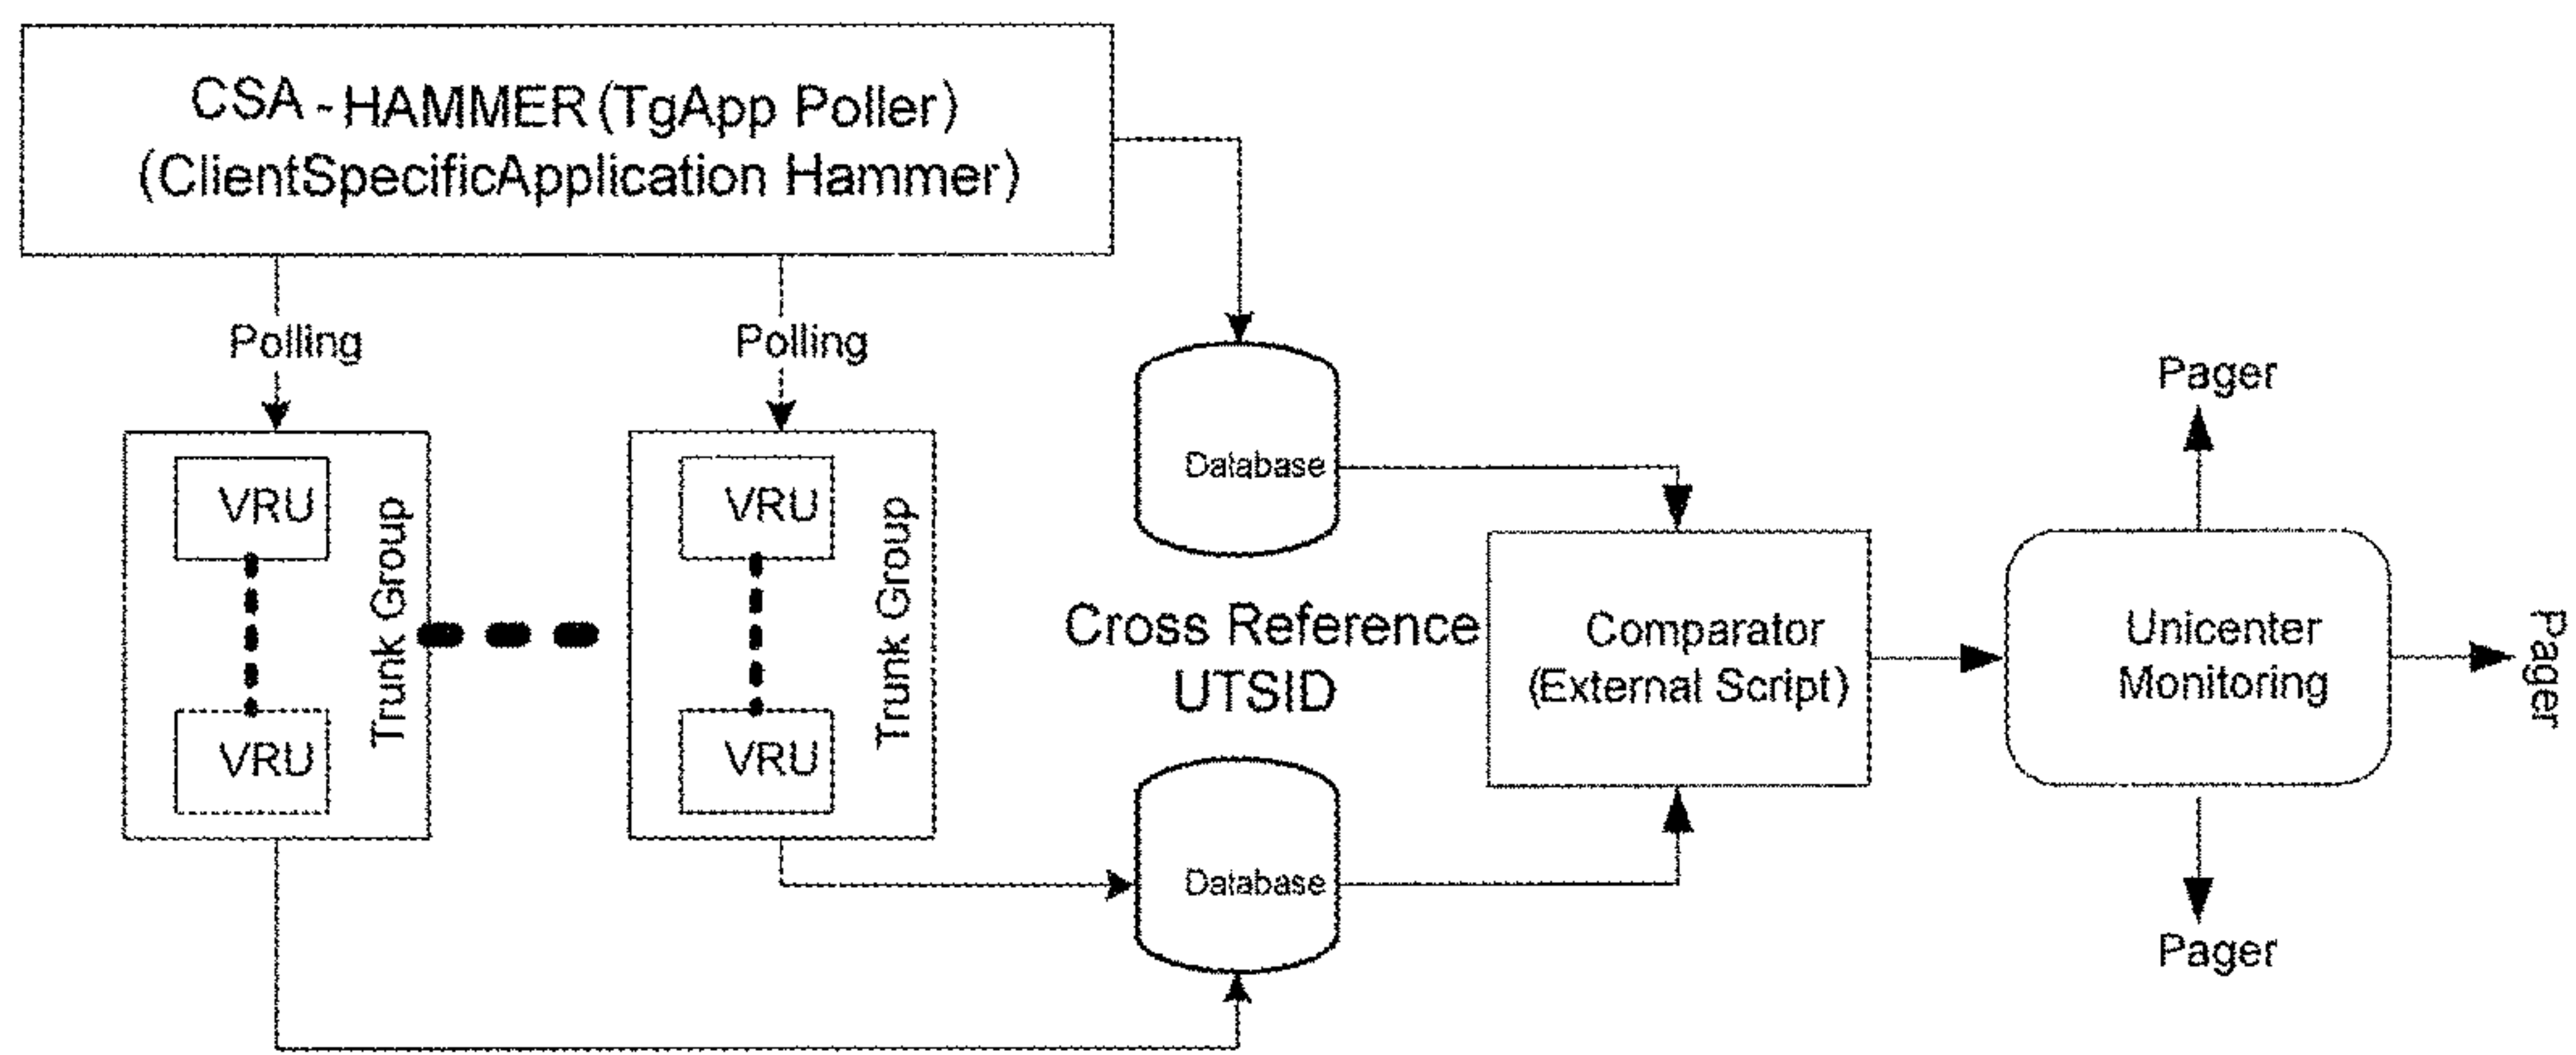 CSA - HAMMER (TgApp Poller)
(ClientSpecificApplication Hammer)
Polling
Polling
VRU
VRU
Trunk Group
VRU
VRU
Trunk Group
Database
Cross Reference
UTSID
Database
Comparator
(External Script)
Unicenter
Monitoring
Pager
Pager
Pager